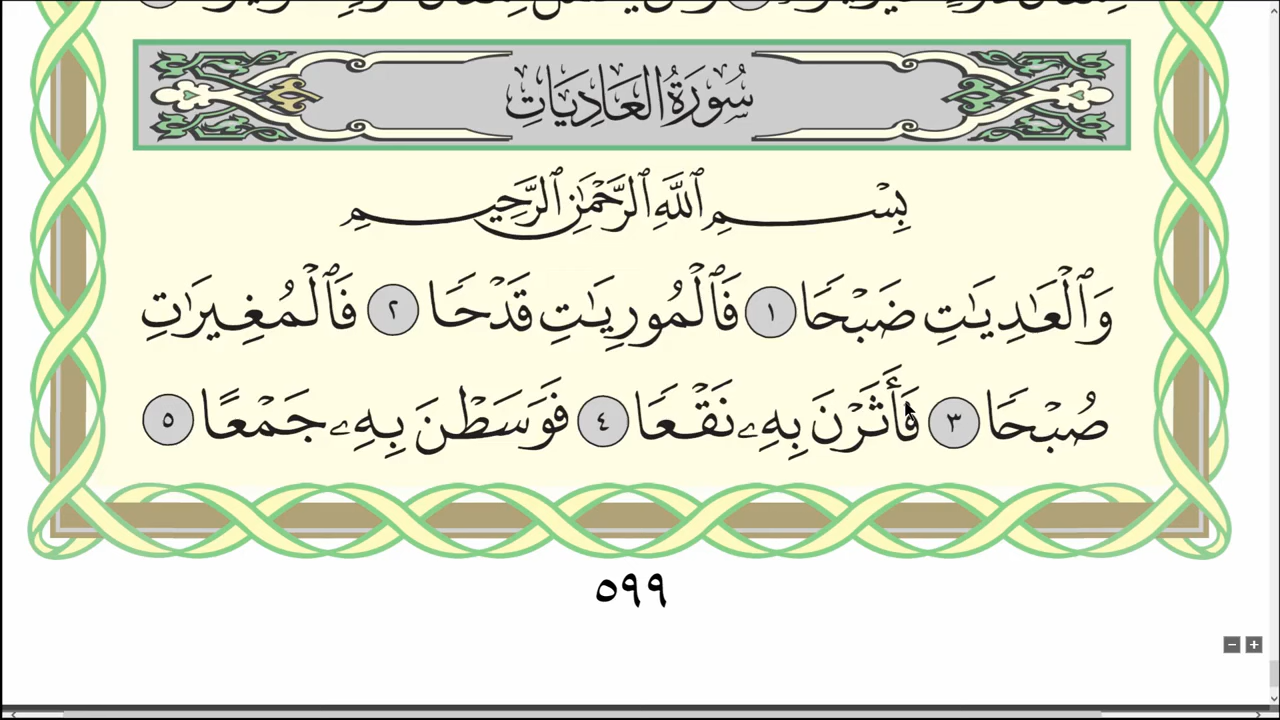 سُورَةُ العَادِيَاتِ
بِسْمِ ٱللَّهِ ٱلرَّحْمَٰنِ ٱلرَّحِيمِ
وَٱلْعَٰدِيَٰتِ ضَبْحًا ١ فَٱلْمُورِيَٰتِ قَدْحًا ٢ فَٱلْمُغِيرَٰتِ
صُبْحًا ٣ فَأَثَرْنَ بِهِۦ نَقْعًا ٤ فَوَسَطْنَ بِهِۦ جَمْعًا ٥
٥٩٩